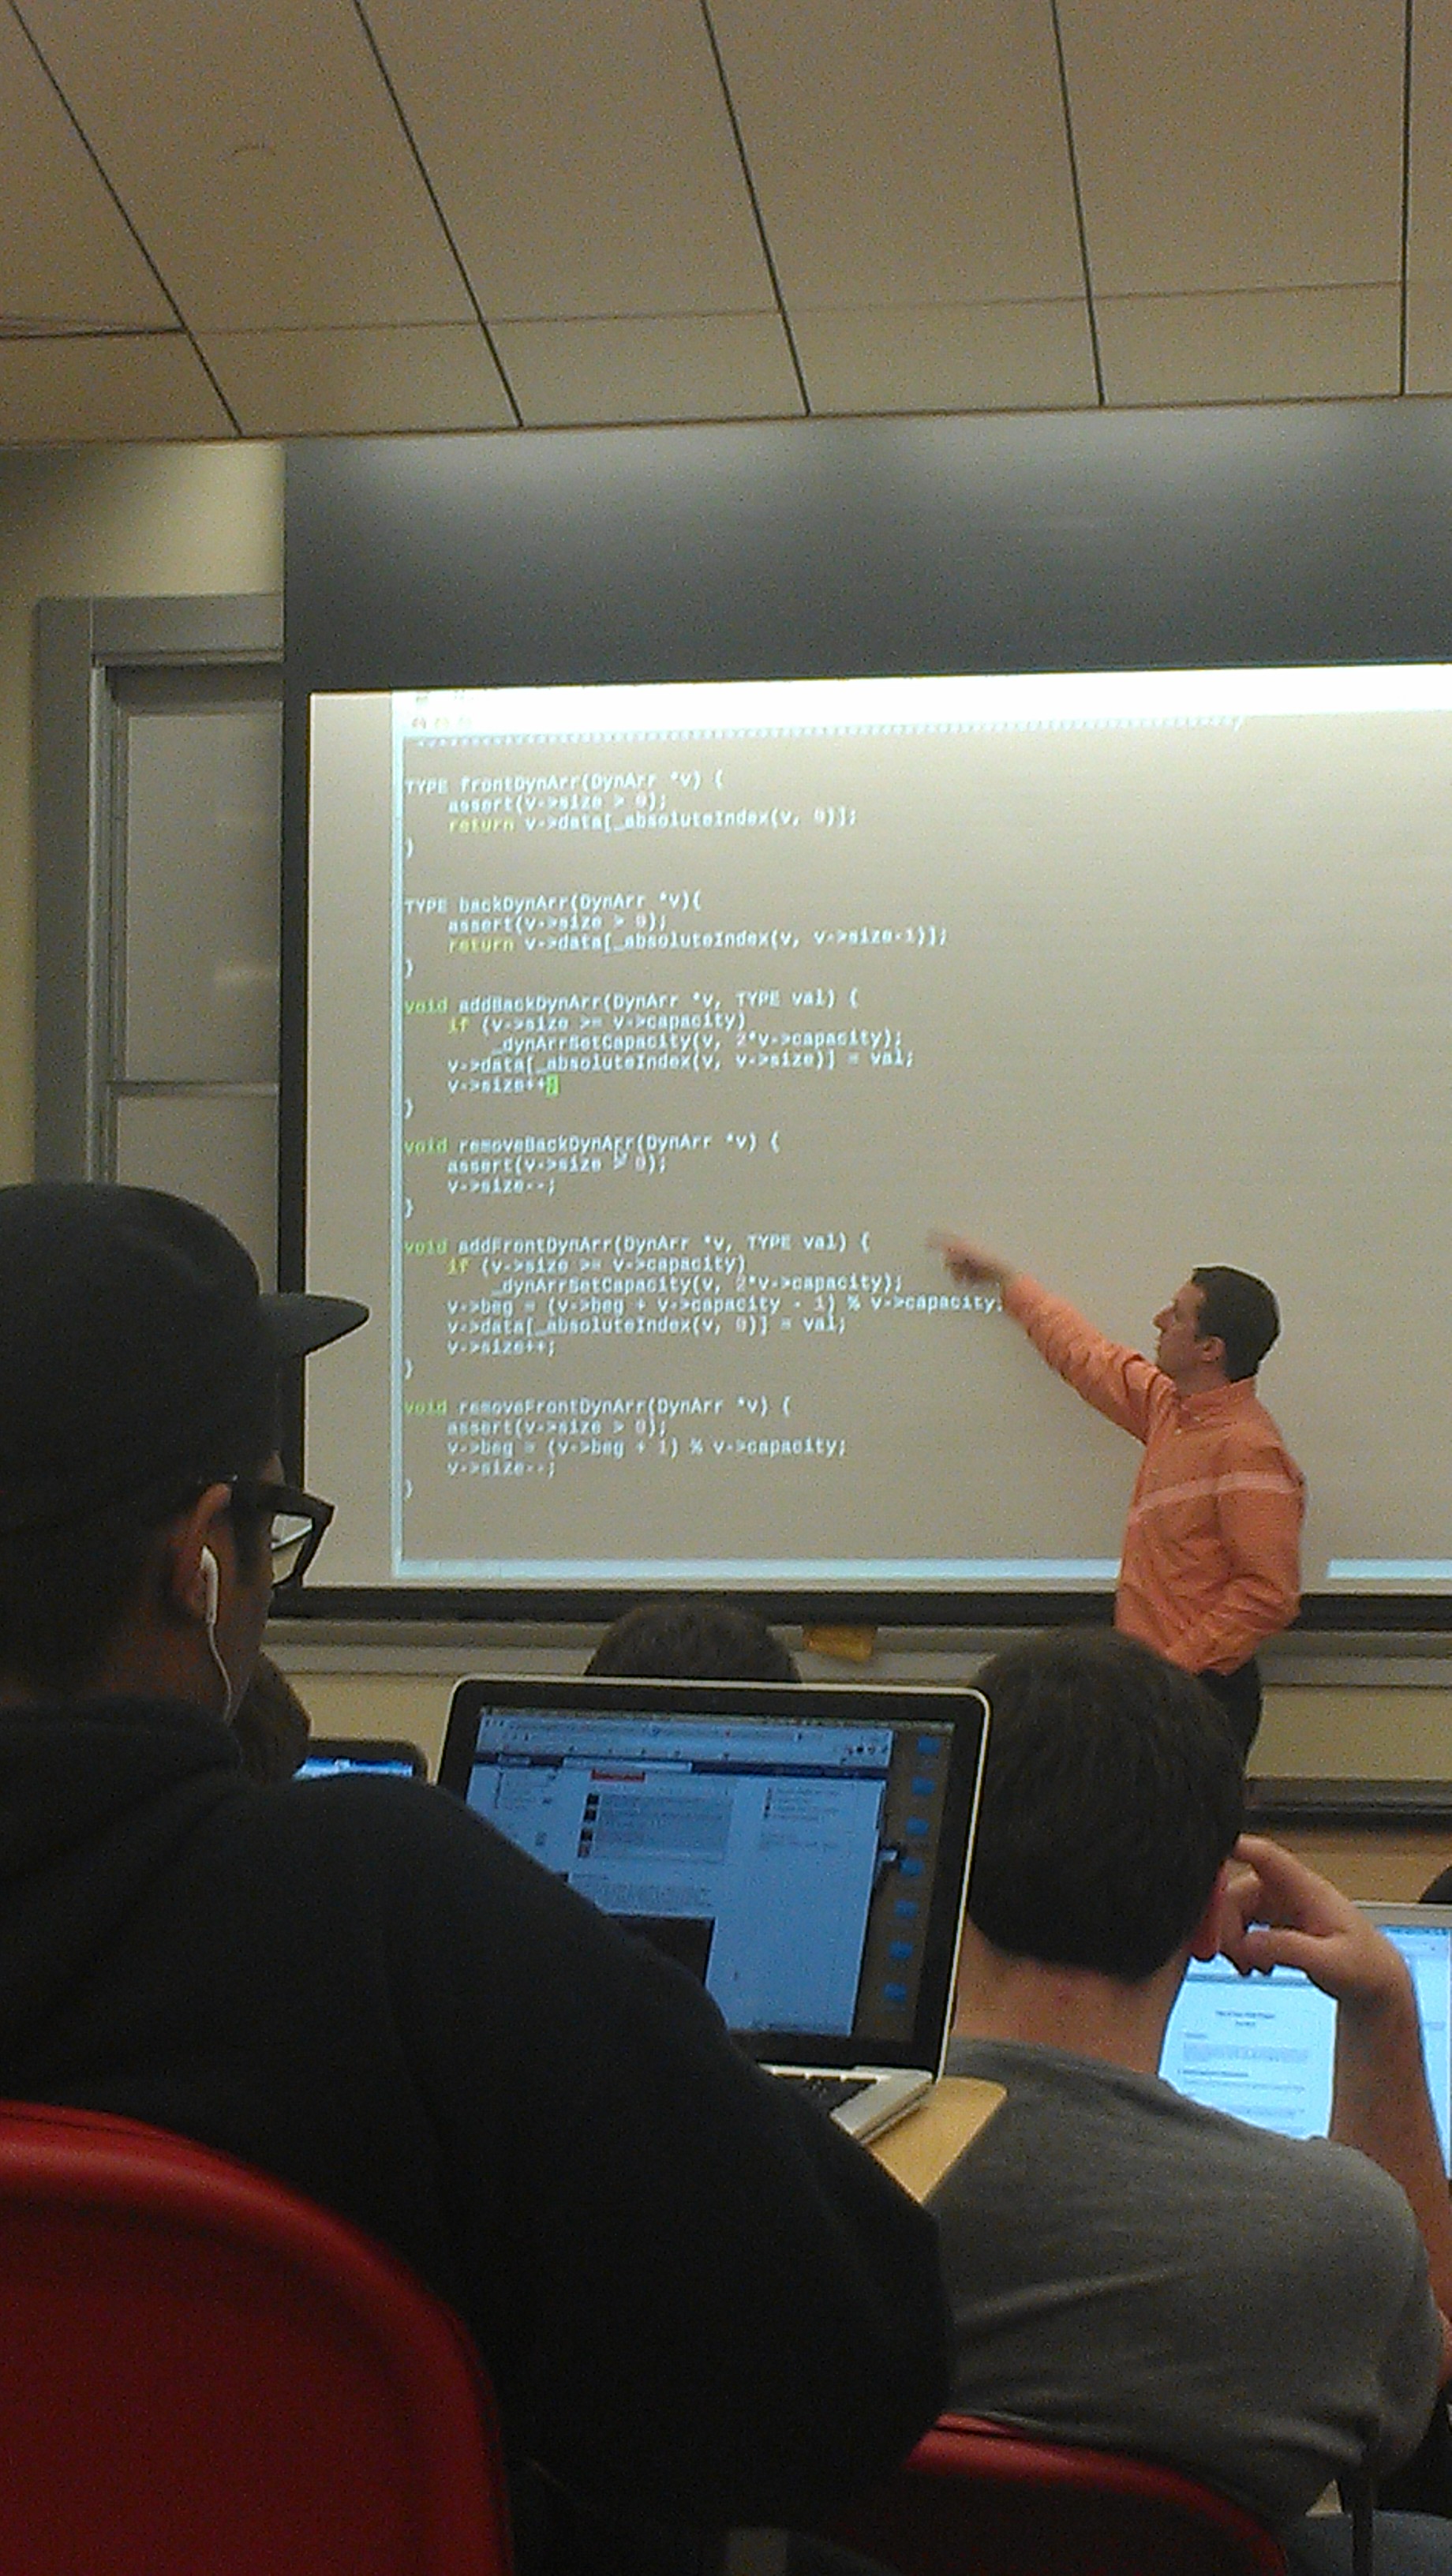 TYPE frontDynArr(DynArr *v) {
assert(v->size > 0);
return v->data[_absoluteIndex(v, 0)];
}
TYPE backDynArr(DynArr *v){
assert(v->size > 0);
return v->data[_absoluteIndex(v, v->size-1)];
}
void addBackDynArr(DynArr *v, TYPE val) {
if (v->size >= v->capacity)
_dynArrSetCapacity(v, 2*v->capacity);
v->data[_absoluteIndex(v, v->size)] = val;
v->size++;
}
void removeBackDynArr(DynArr *v) {
assert(v->size > 0);
v->size--;
}
void addFrontDynArr(DynArr *v, TYPE val) {
if (v->size >= v->capacity)
_dynArrSetCapacity(v, 2*v->capacity);
v->beg = (v->beg + v->capacity - 1) % v->capacity;
v->data[_absoluteIndex(v, 0)] = val;
v->size++;
}
void removeFrontDynArr(DynArr *v) {
assert(v->size > 0);
v->beg = (v->beg + 1) % v->capacity;
v->size--;
}